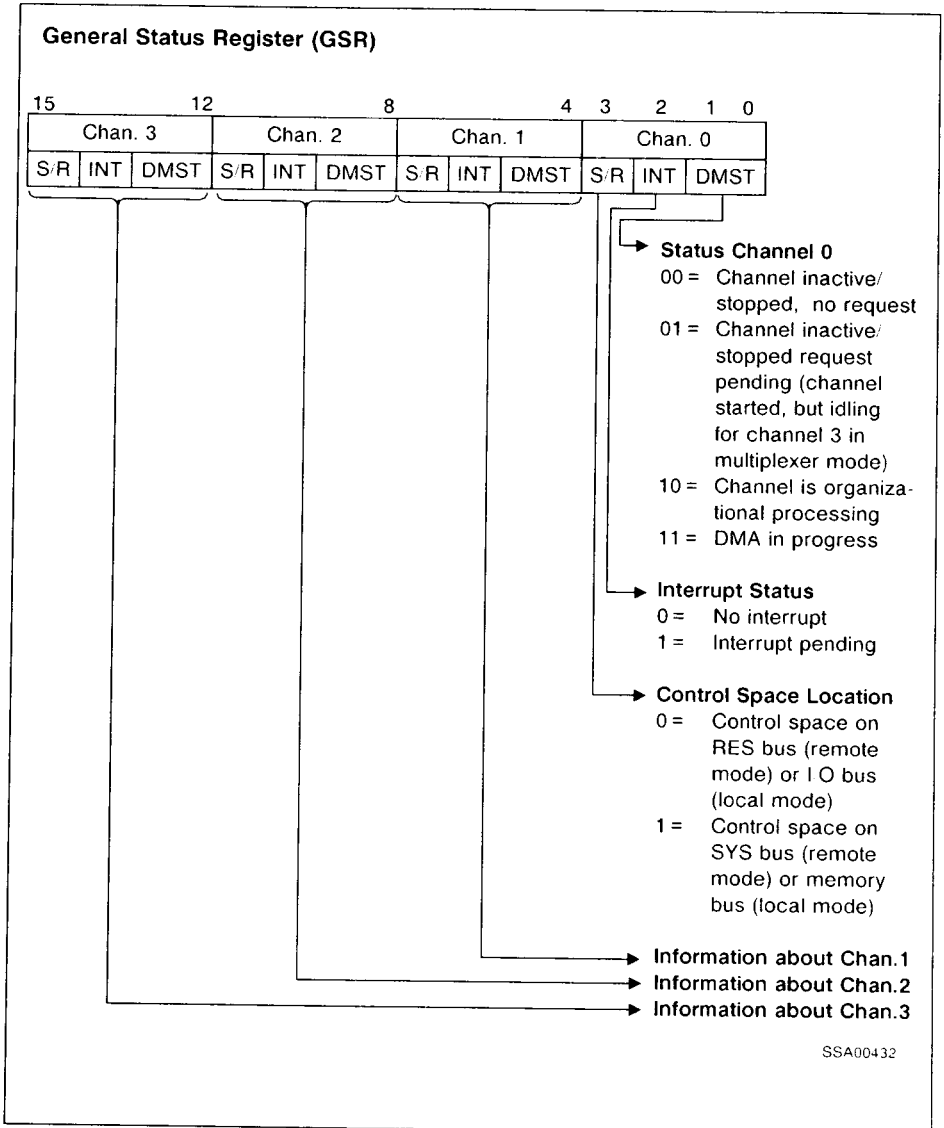 General Status Register (GSR)
15 12 8 4 3 2 1 0
Chan. 3 Chan. 2 Chan. 1 Chan. 0
S/R INT DMST S/R INT DMST S/R INT DMST S/R INT DMST
Status Channel 0
00 = Channel inactive/
stopped, no request
01 = Channel inactive/
stopped request
pending (channel
started, but idling
for channel 3 in
multiplexer mode)
10 = Channel is organiza-
tional processing
11 = DMA in progress
Interrupt Status
0 = No interrupt
1 = Interrupt pending
Control Space Location
0 = Control space on
RES bus (remote
mode) or I O bus
(local mode)
1 = Control space on
SYS bus (remote
mode) or memory
bus (local mode)
Information about Chan.1
Information about Chan.2
Information about Chan.3
SSA00432